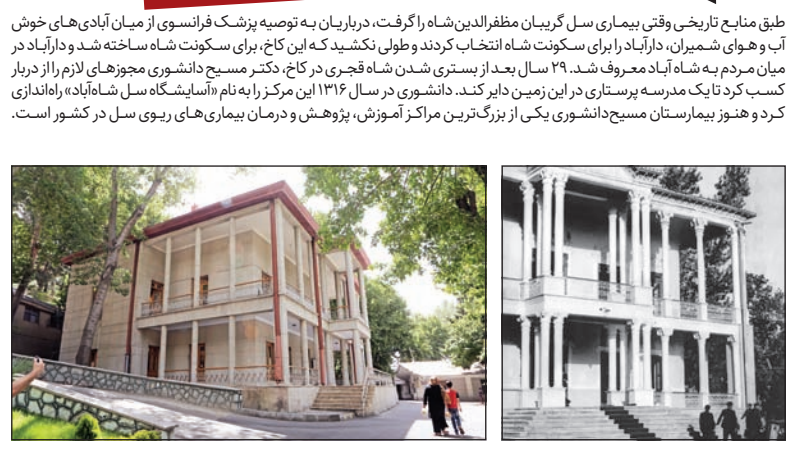 طبق منابع تاریخی وقتی بیماری سل گریبان مظفرالدین‌شاه را گرفت، درباریان به توصیه پزشک فرانسوی از میان آبادی‌های خوش
آب و هوای شمیران، دارآباد را برای سکونت شاه انتخاب کردند و طولی نکشید که این کاخ، برای سکونت شاه ساخته شد و دارآباد در
میان مردم به شاه آباد معروف شد. ۲۹ سال بعد از بستری شدن شاه قجری در کاخ، دکتر مسیح دانشوری مجوزهای لازم را از دربار
کسب کرد تا یک مدرسه پرستاری در این زمین دایر کند. دانشوری در سال ۱۳۱۶ این مرکز را به نام «آسایشگاه سل شاه‌آباد» راه‌اندازی
کرد و هنوز بیمارستان مسیح‌دانشوری یکی از بزرگ‌ترین مراکز آموزش، پژوهش و درمان بیماری‌های ریوی سل در کشور است.